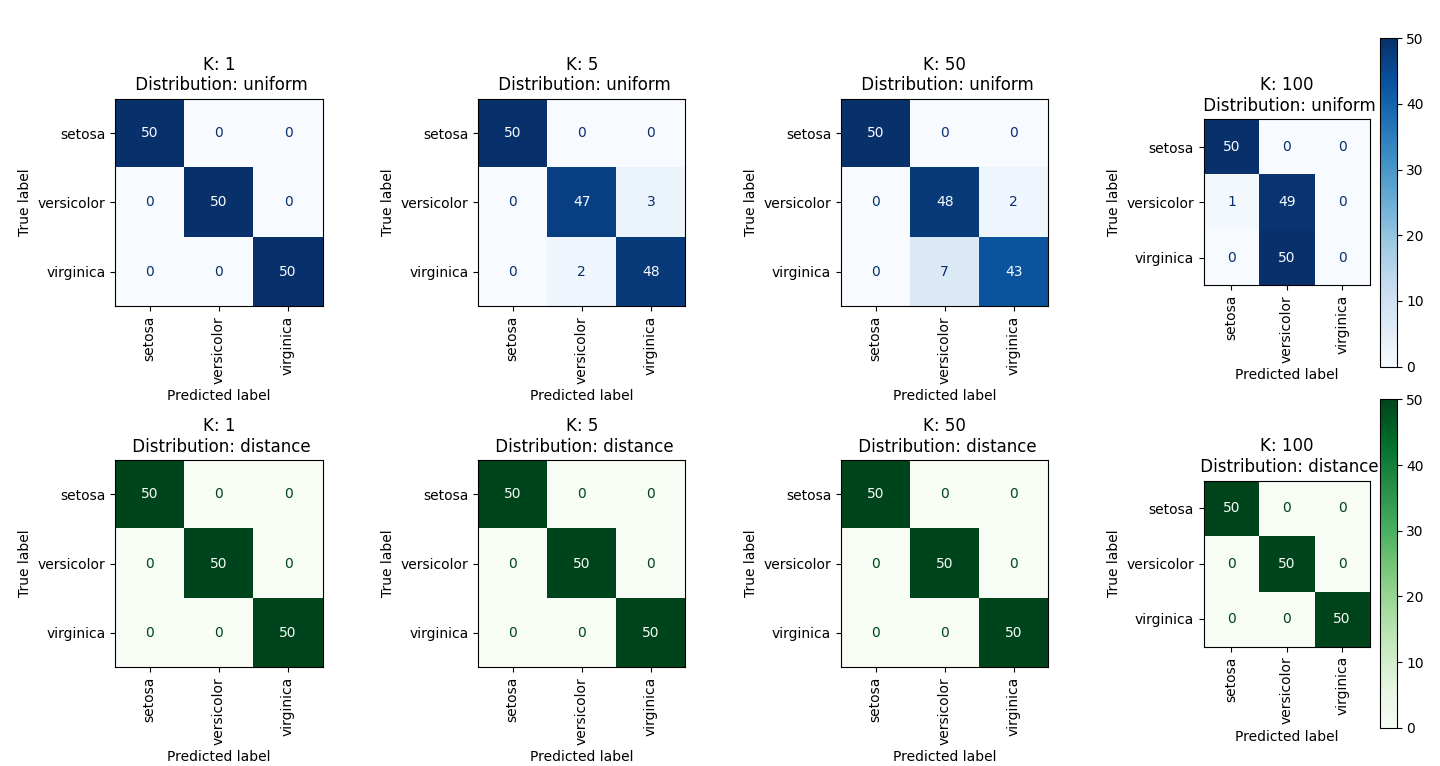 K: 1
Distribution: uniform
True label
setosa 50 0 0
versicolor 0 50 0
virginica 0 0 50
setosa versicolor virginica
Predicted label
K: 5
Distribution: uniform
True label
setosa 50 0 0
versicolor 0 47 3
virginica 0 2 48
setosa versicolor virginica
Predicted label
K: 50
Distribution: uniform
True label
setosa 50 0 0
versicolor 0 48 2
virginica 0 7 43
setosa versicolor virginica
Predicted label
K: 100
Distribution: uniform
True label
setosa 50 0 0
versicolor 1 49 0
virginica 0 50 0
setosa versicolor virginica
Predicted label
50
40
30
20
10
0
K: 1
Distribution: distance
True label
setosa 50 0 0
versicolor 0 50 0
virginica 0 0 50
setosa versicolor virginica
Predicted label
K: 5
Distribution: distance
True label
setosa 50 0 0
versicolor 0 50 0
virginica 0 0 50
setosa versicolor virginica
Predicted label
K: 50
Distribution: distance
True label
setosa 50 0 0
versicolor 0 50 0
virginica 0 0 50
setosa versicolor virginica
Predicted label
K: 100
Distribution: distance
True label
setosa 50 0 0
versicolor 0 50 0
virginica 0 0 50
setosa versicolor virginica
Predicted label
50
40
30
20
10
0